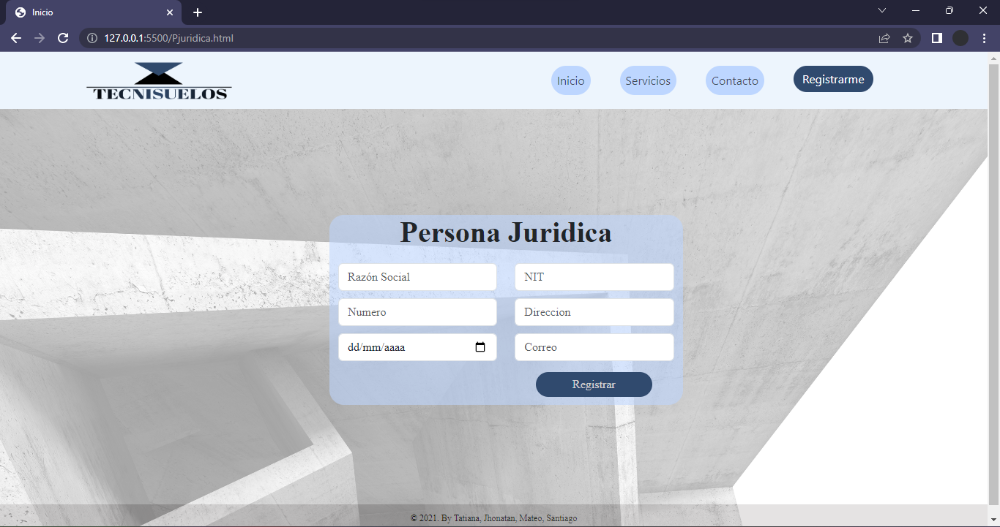 Inicio
127.0.0.1:5500/Pjuridica.html
TECNISUELOS
Inicio Servicios Contacto Registrarme
Persona Juridica
Razón Social NIT
Numero Direccion
dd/mm/aaaa Correo
Registrar
© 2021. By Tatiana, Jhonatan, Mateo, Santiago